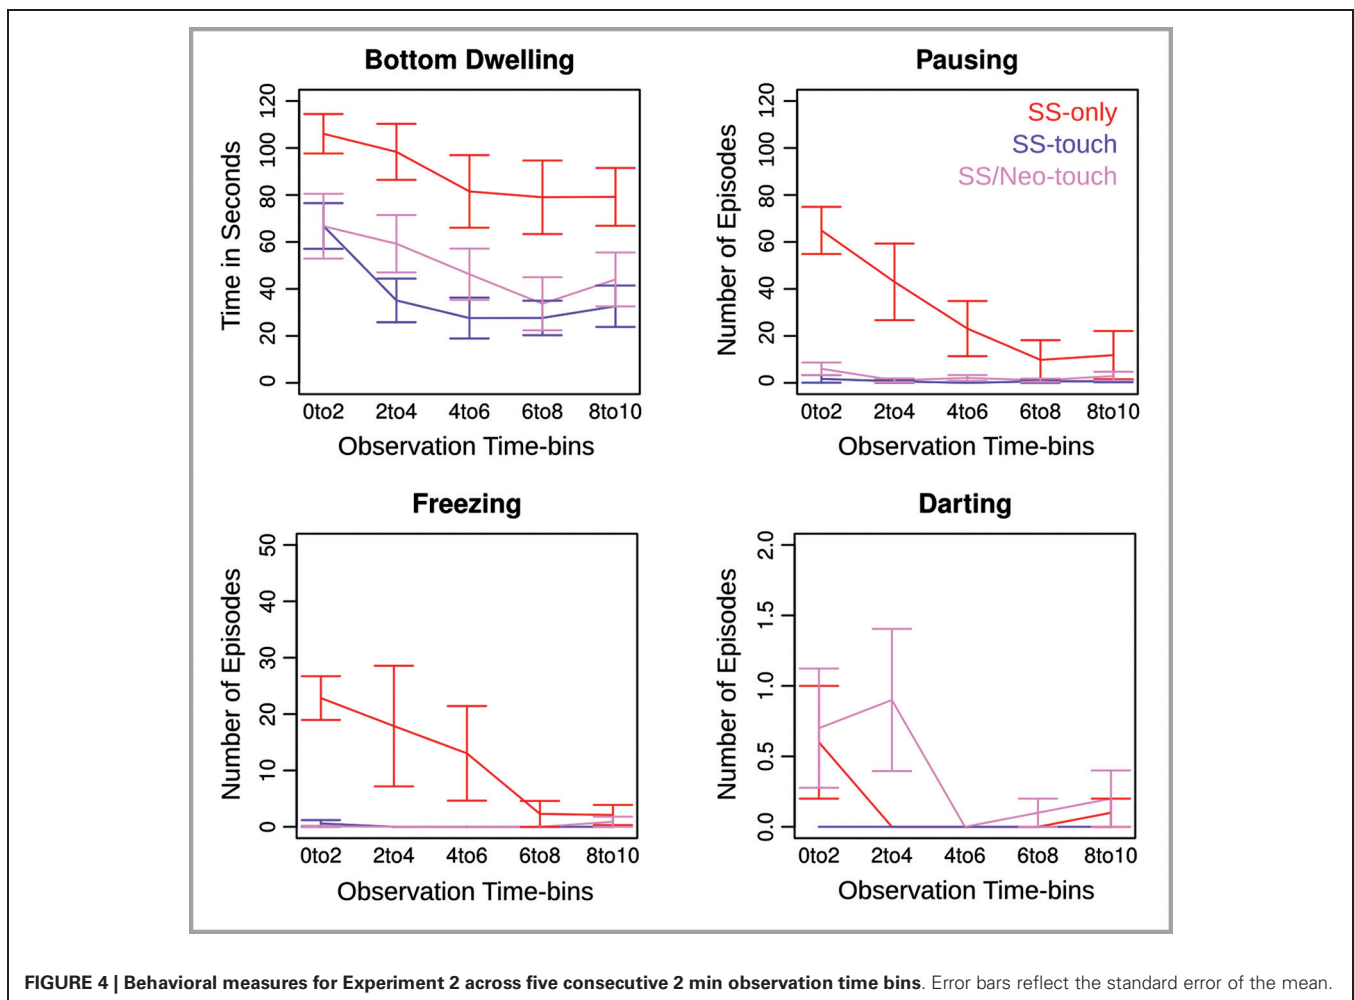 Bottom Dwelling
Time in Seconds
0 20 40 60 80 100 120
0to2 2to4 4to6 6to8 8to10
Observation Time-bins
Pausing
SS-only
SS-touch
SS/Neo-touch
Number of Episodes
0 20 40 60 80 100 120
0to2 2to4 4to6 6to8 8to10
Observation Time-bins
Freezing
Number of Episodes
50
40
30
20
10
0
0to2 2to4 4to6 6to8 8to10
Observation Time-bins
Darting
Number of Episodes
0.0 0.5 1.0 1.5 2.0
0to2 2to4 4to6 6to8 8to10
Observation Time-bins
FIGURE 4 | Behavioral measures for Experiment 2 across five consecutive 2 min observation time bins. Error bars reflect the standard error of the mean.